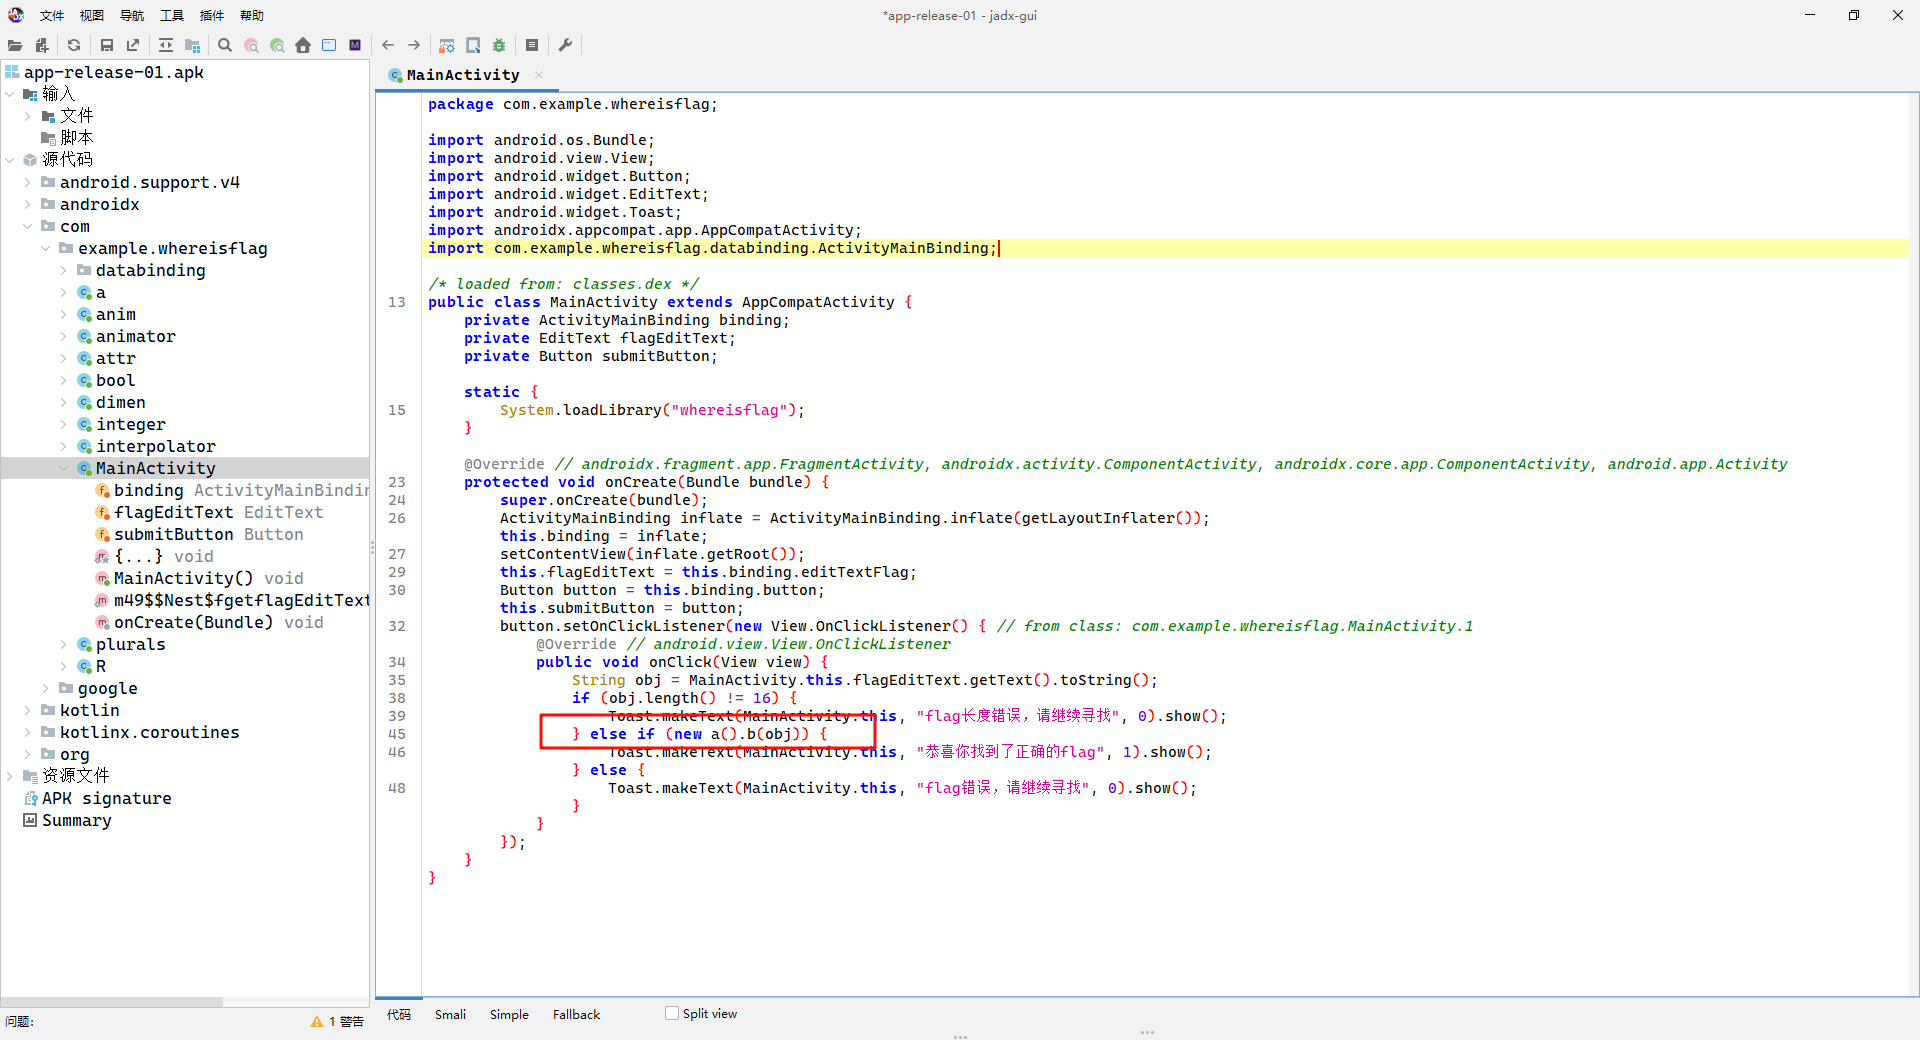 文件 视图 导航 工具 插件 帮助
*app-release-01 - jadx-gui
app-release-01.apk
输入
文件
脚本
源代码
android.support.v4
androidx
com
example.whereisflag
databinding
a
anim
animator
attr
bool
dimen
integer
interpolator
MainActivity
binding ActivityMainBindin
flagEditText EditText
submitButton Button
{...} void
MainActivity() void
m49$$Nest$fgetflagEditText
onCreate(Bundle) void
plurals
R
google
kotlin
kotlinx.coroutines
org
资源文件
APK signature
Summary
问题:
1 警告
MainActivity
package com.example.whereisflag;
import android.os.Bundle;
import android.view.View;
import android.widget.Button;
import android.widget.EditText;
import android.widget.Toast;
import androidx.appcompat.app.AppCompatActivity;
import com.example.whereisflag.databinding.ActivityMainBinding;
/* loaded from: classes.dex */
13 public class MainActivity extends AppCompatActivity {
private ActivityMainBinding binding;
private EditText flagEditText;
private Button submitButton;
static {
15 System.loadLibrary("whereisflag");
}
@Override // androidx.fragment.app.FragmentActivity, androidx.activity.ComponentActivity, androidx.core.app.ComponentActivity, android.app.Activity
23 protected void onCreate(Bundle bundle) {
24 super.onCreate(bundle);
26 ActivityMainBinding inflate = ActivityMainBinding.inflate(getLayoutInflater());
this.binding = inflate;
27 setContentView(inflate.getRoot());
29 this.flagEditText = this.binding.editTextFlag;
30 Button button = this.binding.button;
this.submitButton = button;
32 button.setOnClickListener(new View.OnClickListener() { // from class: com.example.whereisflag.MainActivity.1
@Override // android.view.View.OnClickListener
34 public void onClick(View view) {
35 String obj = MainActivity.this.flagEditText.getText().toString();
38 if (obj.length() != 16) {
39 Toast.makeText(MainActivity.this, "flag长度错误，请继续寻找", 0).show();
45 } else if (new a().b(obj)) {
46 Toast.makeText(MainActivity.this, "恭喜你找到了正确的flag", 1).show();
} else {
48 Toast.makeText(MainActivity.this, "flag错误，请继续寻找", 0).show();
}
}
});
}
}
代码 Smali Simple Fallback Split view